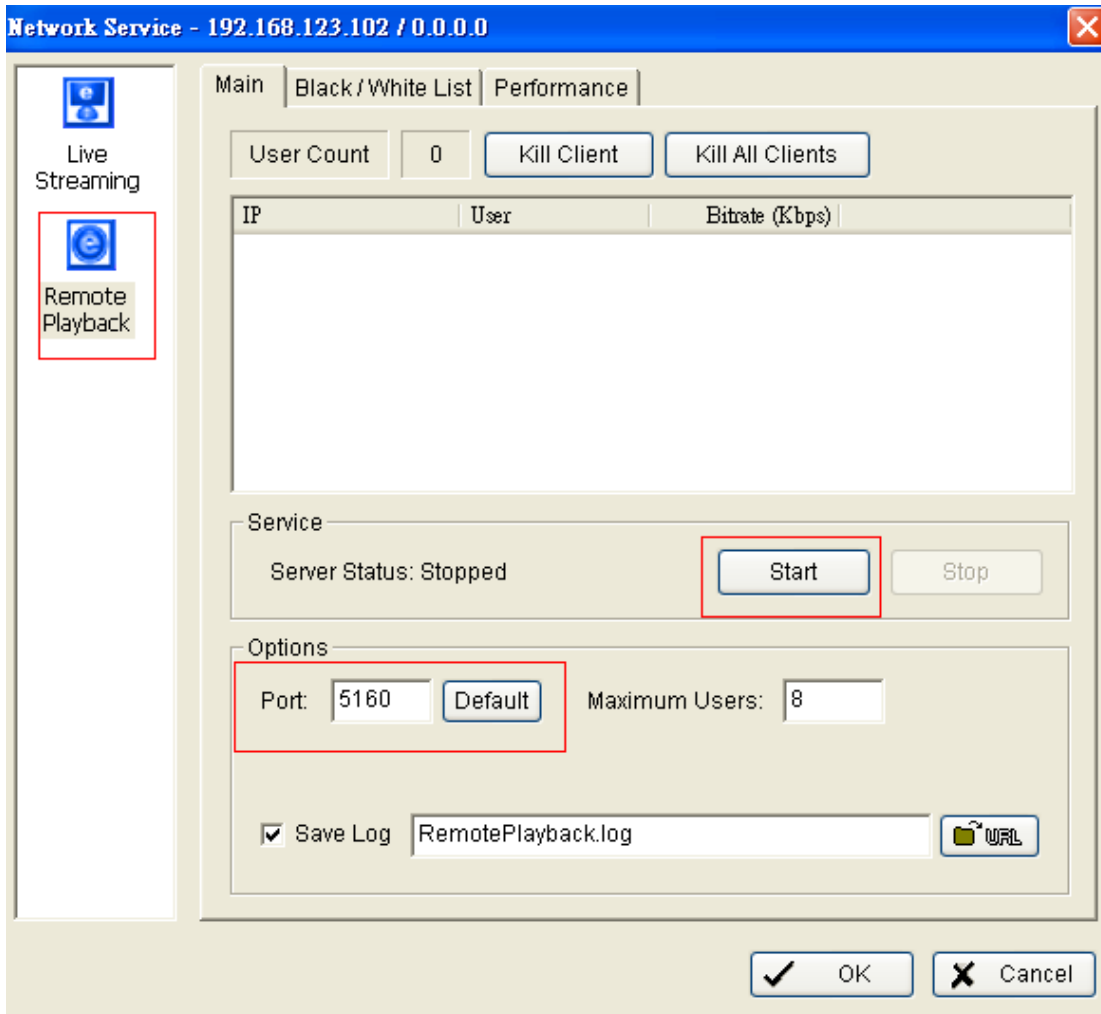 Network Service - 192.168.123.102 / 0.0.0.0
Live
Streaming
Remote
Playback
Main
Black / White List
Performance
User Count
0
Kill Client
Kill All Clients
IP
User
Bitrate (Kbps)
Service
Server Status: Stopped
Start
Stop
Options
Port:
5160
Default
Maximum Users:
8
Save Log
RemotePlayback.log
URL
OK
Cancel